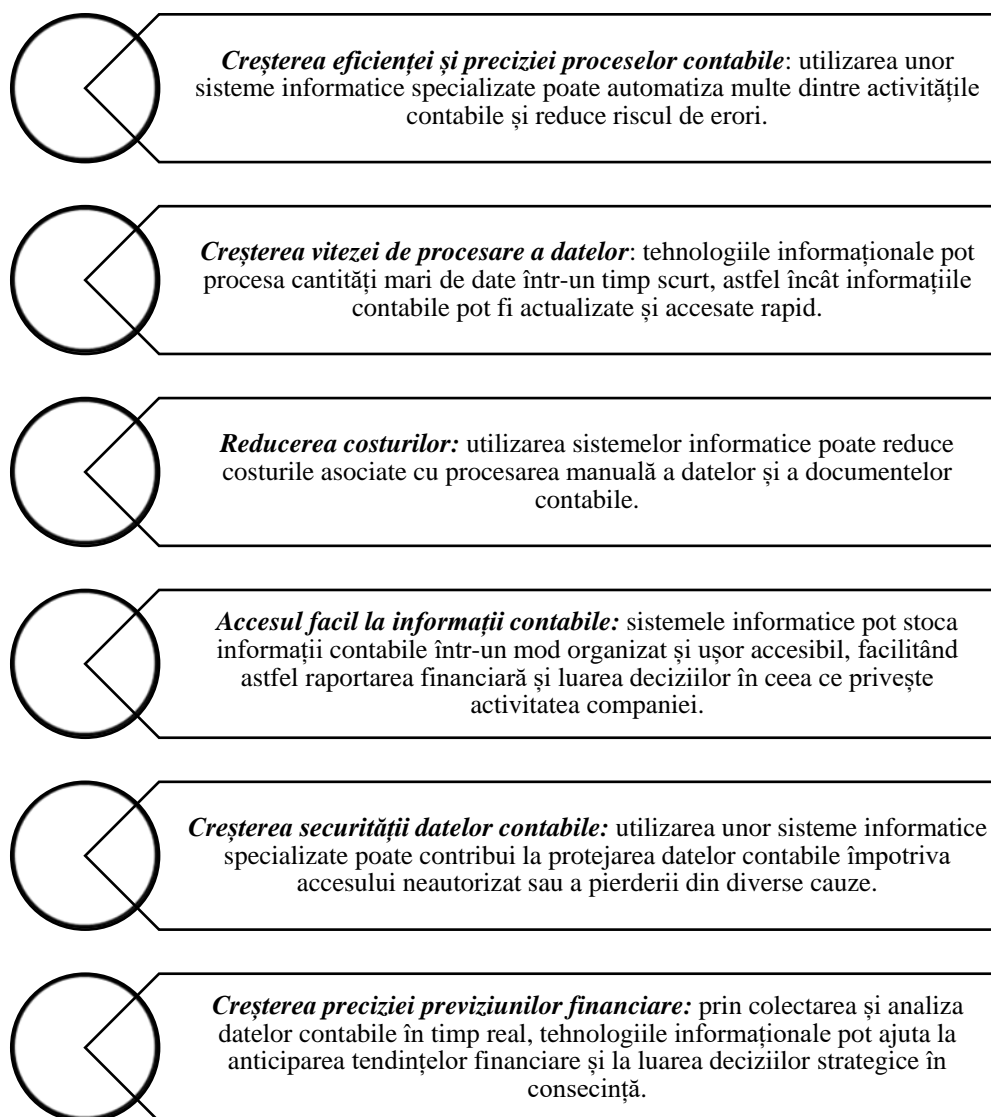 Creșterea eficienței și preciziei proceselor contabile: utilizarea unor
sisteme informatice specializate poate automatiza multe dintre activitățile
contabile și reduce riscul de erori.
Creșterea vitezei de procesare a datelor: tehnologiile informaționale pot
procesa cantități mari de date într-un timp scurt, astfel încât informațiile
contabile pot fi actualizate și accesate rapid.
Reducerea costurilor: utilizarea sistemelor informatice poate reduce
costurile asociate cu procesarea manuală a datelor și a documentelor
contabile.
Accesul facil la informații contabile: sistemele informatice pot stoca
informații contabile într-un mod organizat și ușor accesibil, facilitând
astfel raportarea financiară și luarea deciziilor în ceea ce privește
activitatea companiei.
Creșterea securității datelor contabile: utilizarea unor sisteme informatice
specializate poate contribui la protejarea datelor contabile împotriva
accesului neautorizat sau a pierderii din diverse cauze.
Creșterea preciziei previziunilor financiare: prin colectarea și analiza
datelor contabile în timp real, tehnologiile informaționale pot ajuta la
anticiparea tendințelor financiare și la luarea deciziilor strategice în
consecință.